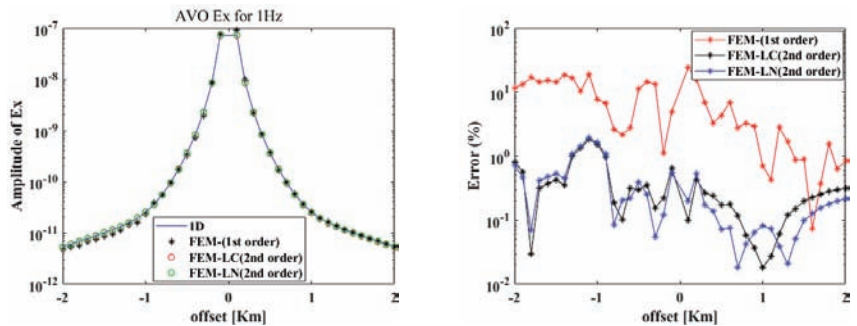 AVO Ex for 1Hz
10^-7
10^-8
10^-9
10^-10
10^-11
10^-12
Amplitude of Ex
1D
FEM-(1st order)
FEM-LC(2nd order)
FEM-LN(2nd order)
-2 -1 0 1 2
offset [Km]
10^2
10^1
10^0
10^-1
10^-2
Error (%)
FEM-(1st order)
FEM-LC(2nd order)
FEM-LN(2nd order)
-2 -1 0 1 2
offset [Km]